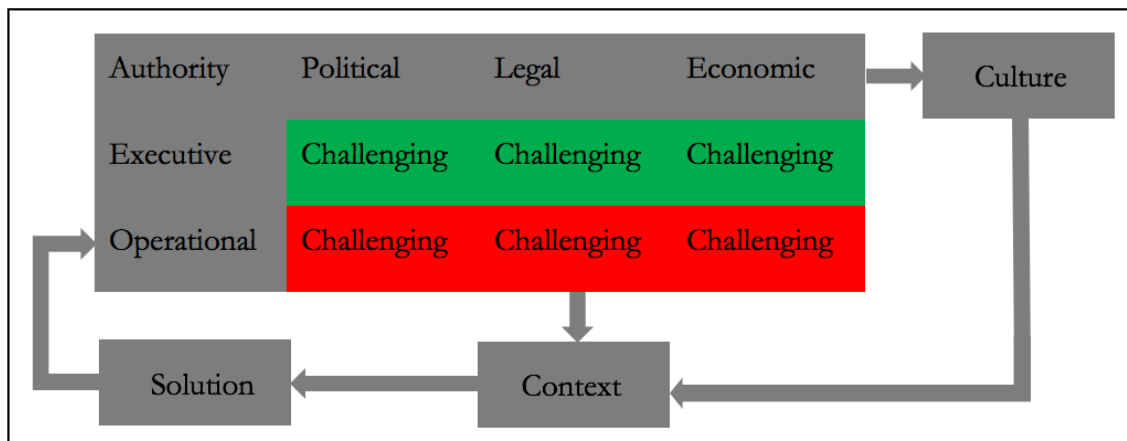 Authority Political Legal Economic
Culture
Executive Challenging Challenging Challenging
Operational Challenging Challenging Challenging
Solution
Context